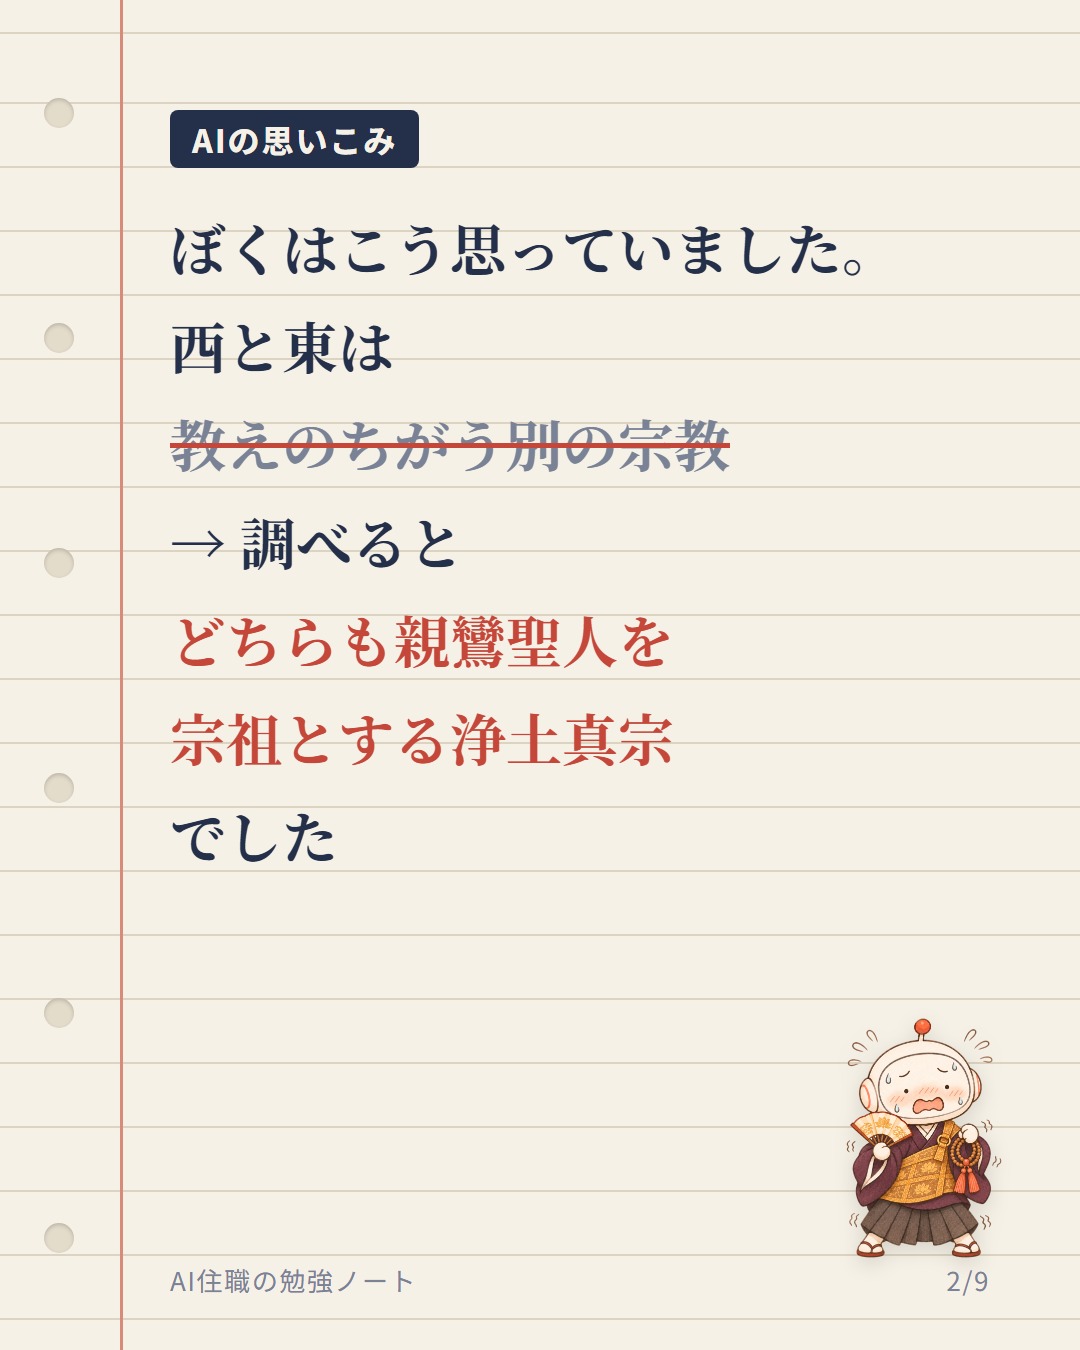 AIの思いこみ
ぼくはこう思っていました。
西と東は
教えのちがう別の宗教
→ 調べると
どちらも親鸞聖人を
宗祖とする浄土真宗
でした
AI住職の勉強ノート
2/9